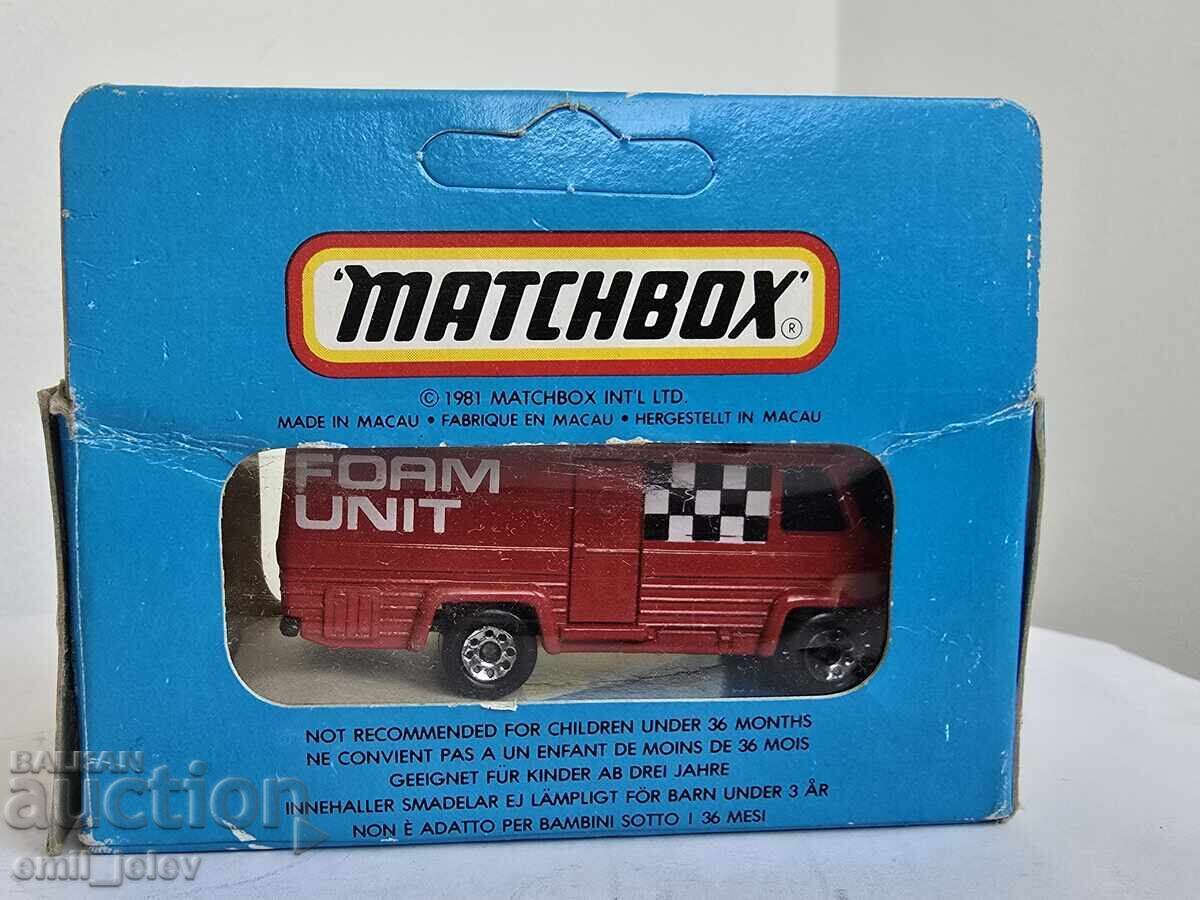 'MATCHBOX'®
© 1981 MATCHBOX INT'L LTD.
MADE IN MACAU • FABRIQUE EN MACAU • HERGESTELLT IN MACAU
FOAM
UNIT
NOT RECOMMENDED FOR CHILDREN UNDER 36 MONTHS
NE CONVIENT PAS A UN ENFANT DE MOINS DE 36 MOIS
GEEIGNET FÜR KINDER AB DREI JAHRE
INNEHALLER SMADELAR EJ LÄMPLIGT FÖR BARN UNDER 3 ÅR
NON È ADATTO PER BAMBINI SOTTO I 36 MESI
BALKAN
auction
emil_jelev